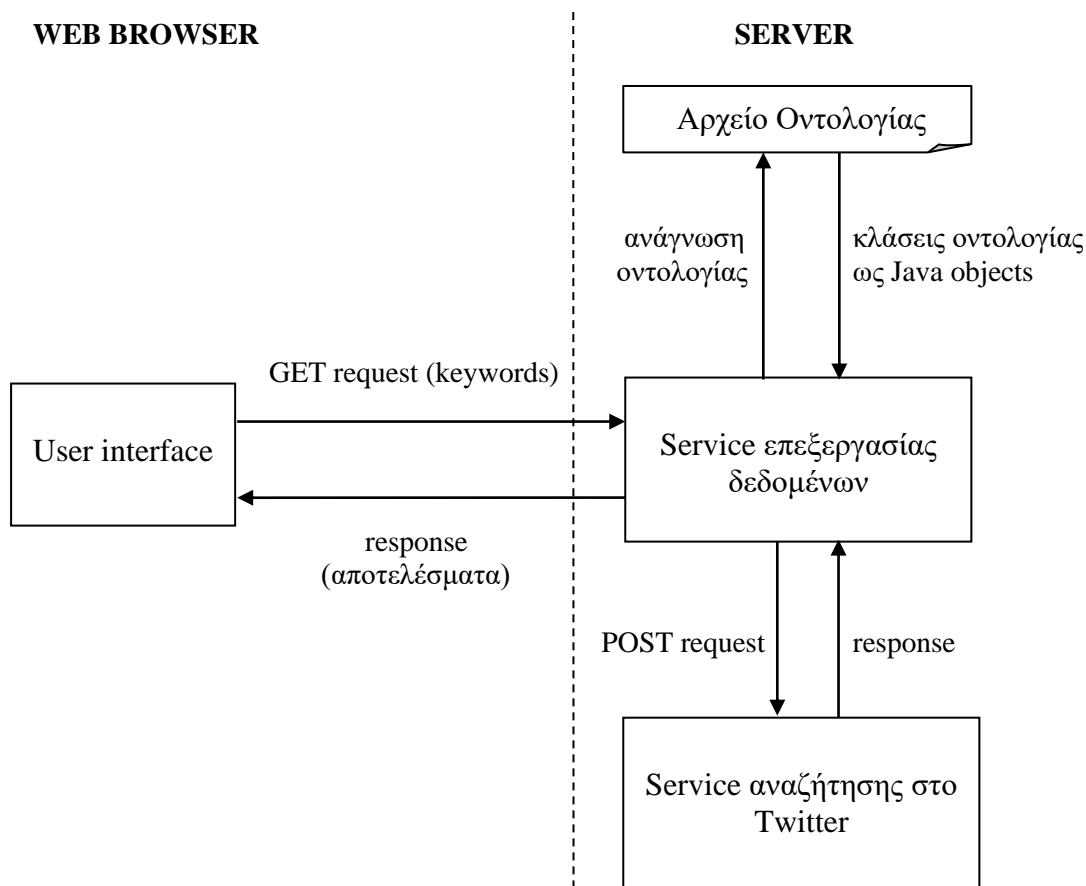 WEB BROWSER
SERVER
Αρχείο Οντολογίας
ανάγνωση
οντολογίας
κλάσεις οντολογίας
ως Java objects
GET request (keywords)
User interface
Service επεξεργασίας
δεδομένων
response
(αποτελέσματα)
POST request
response
Service αναζήτησης στο
Twitter